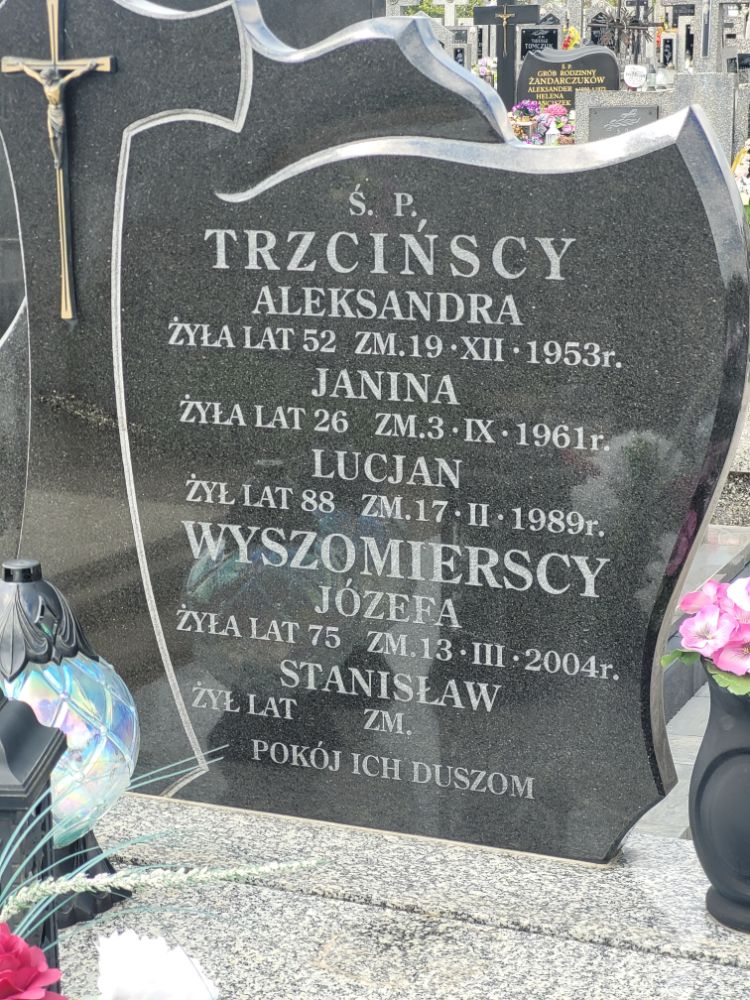 Ś. P.
TRZCIŃSCY
ALEKSANDRA
ŻYŁA LAT 52 ZM.19·XII·1953r.
JANINA
ŻYŁA LAT 26 ZM.3·IX·1961r.
LUCJAN
ŻYŁ LAT 88 ZM.17·II·1989r.
WYSZOMIERSCY
JÓZEFA
ŻYŁA LAT 75 ZM.13·III·2004r.
STANISŁAW
ŻYŁ LAT ZM.
POKÓJ ICH DUSZOM
Ś.P.
GRÓB RODZINNY
ŻANDARCZUKÓW
ALEKSANDER
HELENA